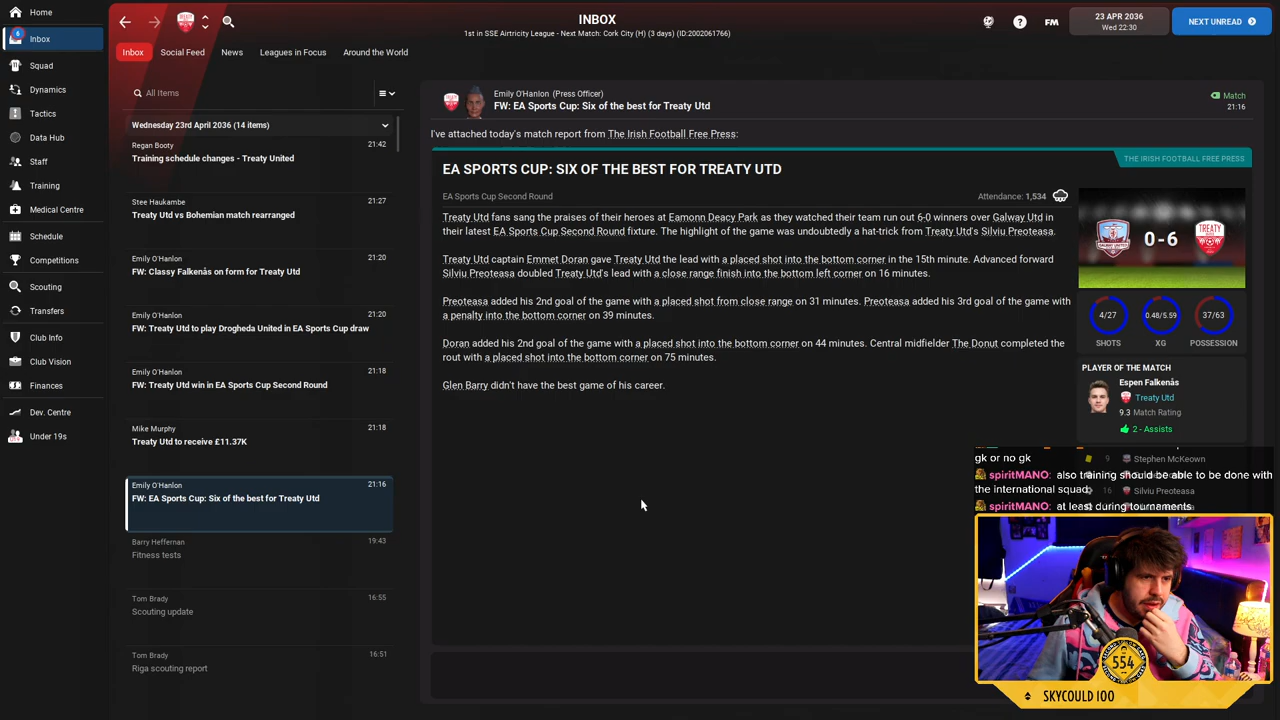 Home
Inbox
6
Squad
Dynamics
Tactics
Data Hub
Staff
Training
Medical Centre
Schedule
Competitions
Scouting
Transfers
Club Info
Club Vision
Finances
Dev. Centre
Under 19s
INBOX
1st in SSE Airtricity League - Next Match: Cork City (H) (3 days) (ID:2002061766)
FM
23 APR 2036
Wed 22:30
NEXT UNREAD
Inbox
Social Feed
News
Leagues in Focus
Around the World
All Items
Wednesday 23rd April 2036 (14 items)
Regan Booty
21:42
Training schedule changes - Treaty United
Stee Haukambe
21:27
Treaty Utd vs Bohemian match rearranged
Emily O'Hanlon
21:20
FW: Classy Falkenås on form for Treaty Utd
Emily O'Hanlon
21:20
FW: Treaty Utd to play Drogheda United in EA Sports Cup draw
Emily O'Hanlon
21:18
FW: Treaty Utd win in EA Sports Cup Second Round
Mike Murphy
21:18
Treaty Utd to receive £11.37K
Emily O'Hanlon
21:16
FW: EA Sports Cup: Six of the best for Treaty Utd
Barry Heffernan
19:43
Fitness tests
Tom Brady
16:55
Scouting update
Tom Brady
16:51
Riga scouting report
Emily O'Hanlon (Press Officer)
FW: EA Sports Cup: Six of the best for Treaty Utd
Match
21:16
I've attached today's match report from The Irish Football Free Press:
THE IRISH FOOTBALL FREE PRESS
EA SPORTS CUP: SIX OF THE BEST FOR TREATY UTD
EA Sports Cup Second Round
Attendance: 1,534
Treaty Utd fans sang the praises of their heroes at Eamonn Deacy Park as they watched their team run out 6-0 winners over Galway Utd in
their latest EA Sports Cup Second Round fixture. The highlight of the game was undoubtedly a hat-trick from Treaty Utd's Silviu Preoteasa.
Treaty Utd captain Emmet Doran gave Treaty Utd the lead with a placed shot into the bottom corner in the 15th minute. Advanced forward
Silviu Preoteasa doubled Treaty Utd's lead with a close range finish into the bottom left corner on 16 minutes.
Preoteasa added his 2nd goal of the game with a placed shot from close range on 31 minutes. Preoteasa added his 3rd goal of the game with
a penalty into the bottom corner on 39 minutes.
Doran added his 2nd goal of the game with a placed shot into the bottom corner on 44 minutes. Central midfielder The Donut completed the
rout with a placed shot into the bottom corner on 75 minutes.
Glen Barry didn't have the best game of his career.
0-6
4/27
0.48/5.59
37/63
SHOTS
XG
POSSESSION
PLAYER OF THE MATCH
Espen Falkenås
Treaty Utd
9.3 Match Rating
2 - Assists
9 Stephen McKeown
16 Silviu Preoteasa
gk or no gk
spiritMANO: also training should be able to be done with
the international squad
spiritMANO: at least during tournaments
554
SKYCOULD 100